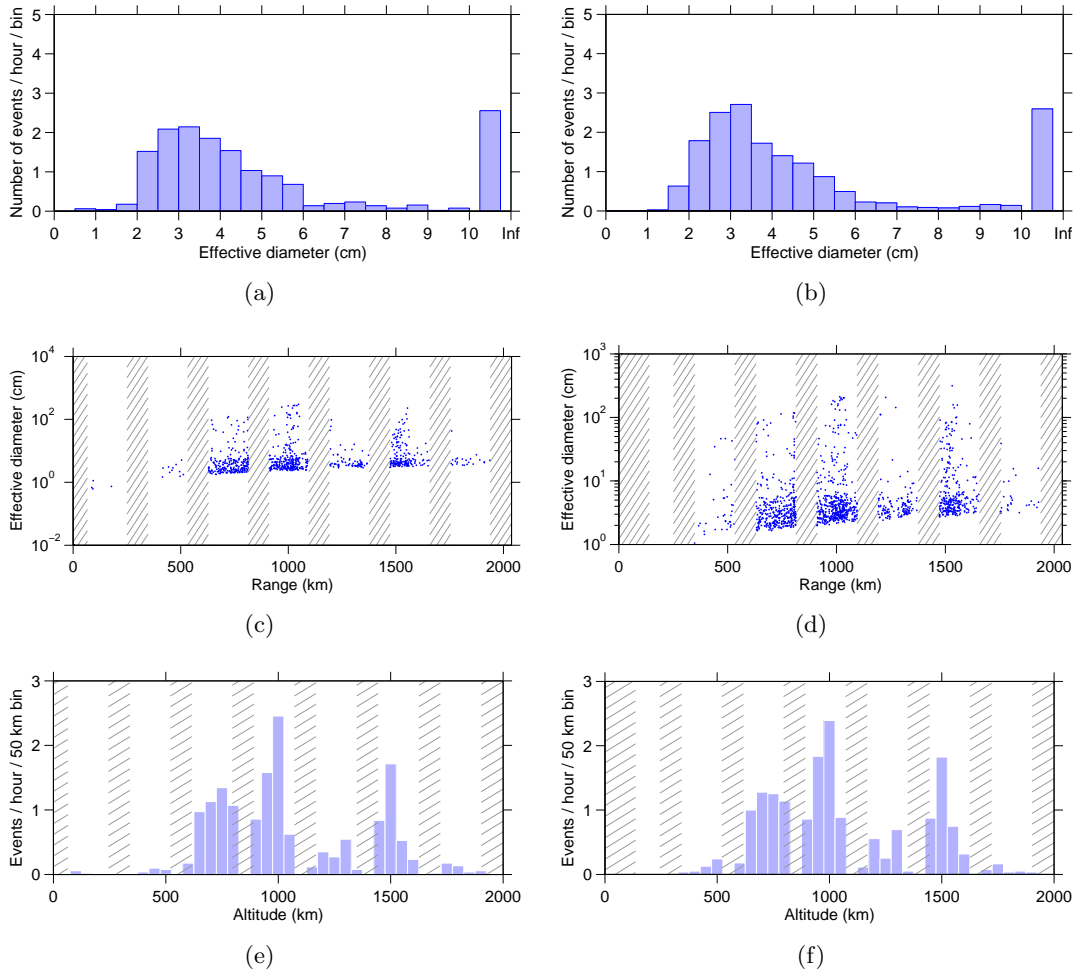 Number of events / hour / bin
5
4
3
2
1
0
0 1 2 3 4 5 6 7 8 9 10 Inf
Effective diameter (cm)
(a)
Number of events / hour / bin
5
4
3
2
1
0
0 1 2 3 4 5 6 7 8 9 10 Inf
Effective diameter (cm)
(b)
Effective diameter (cm)
10^4
10^2
10^0
10^−2
0 500 1000 1500 2000
Range (km)
(c)
Effective diameter (cm)
10^3
10^2
10^1
10^0
0 500 1000 1500 2000
Range (km)
(d)
Events / hour / 50 km bin
3
2
1
0
0 500 1000 1500 2000
Altitude (km)
(e)
Events / hour / 50 km bin
3
2
1
0
0 500 1000 1500 2000
Altitude (km)
(f)